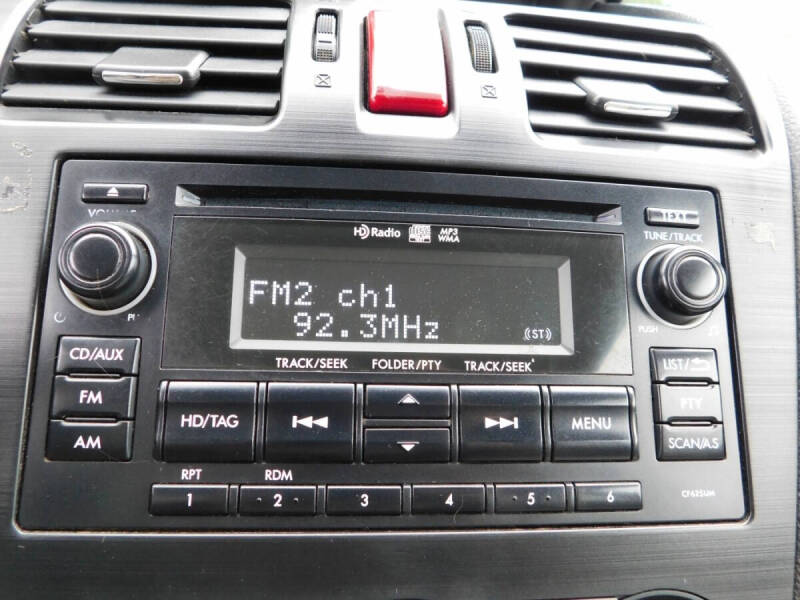 TEXT
HD Radio MP3
WMA
TUNE/TRACK
FM2 ch1
92.3MHz ((ST))
PUSH
TRACK/SEEK FOLDER/PTY TRACK/SEEK
CD/AUX
FM
AM
HD/TAG MENU
LIST/
PTY
SCAN/A.S
RPT RDM
1 2 3 4 5 6
CF625UM